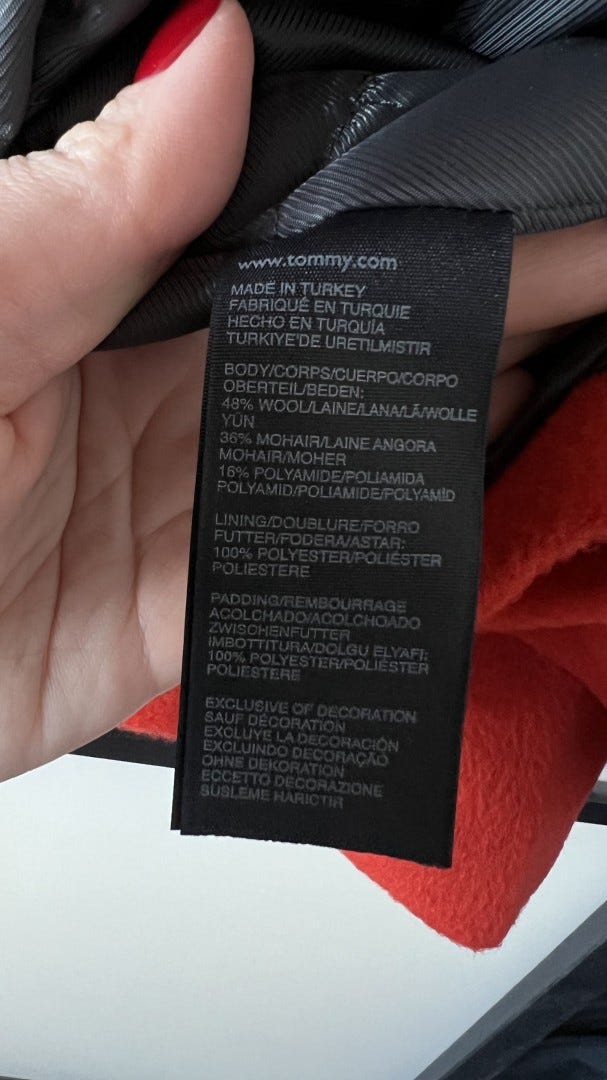 www.tommy.com
MADE IN TURKEY
FABRIQUÉ EN TURQUIE
HECHO EN TURQUÍA
TURKIYE'DE URETILMISTIR
BODY/CORPS/CUERPO/CORPO
OBERTEIL/BEDEN:
48% WOOL/LAINE/LANA/LÃ/WOLLE
YÜN
36% MOHAIR/LAINE ANGORA
MOHAIR/MOHER
16% POLYAMIDE/POLIAMIDA
POLYAMID/POLIAMIDE/POLYAMİD
LINING/DOUBLURE/FORRO
FUTTER/FODERA/ASTAR:
100% POLYESTER/POLIÉSTER
POLIESTERE
PADDING/REMBOURRAGE
ACOLCHADO/ACOLCHOADO
ZWISCHENFUTTER
IMBOTTITURA/DOLGU ELYAFI:
100% POLYESTER/POLIÉSTER
POLIESTERE
EXCLUSIVE OF DECORATION
SAUF DÉCORATION
EXCLUYE LA DECORACIÓN
EXCLUINDO DECORAÇÃO
OHNE DEKORATION
ECCETTO DECORAZIONE
SÜSLEME HARICTIR